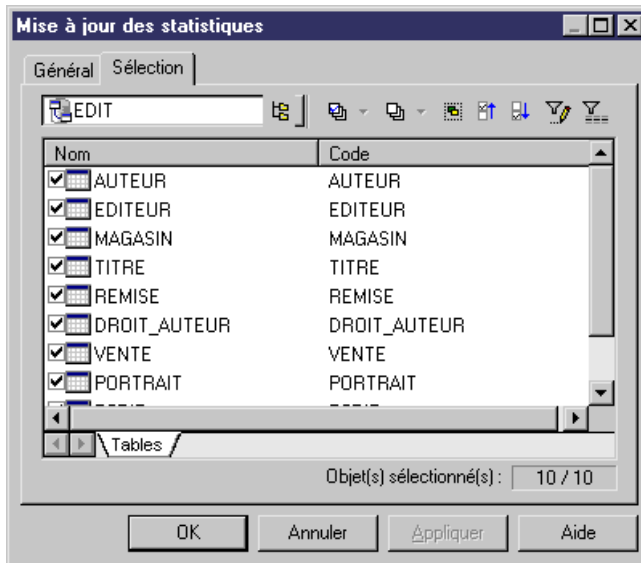 Mise à jour des statistiques
Général Sélection
EDIT
Nom Code
AUTEUR AUTEUR
EDITEUR EDITEUR
MAGASIN MAGASIN
TITRE TITRE
REMISE REMISE
DROIT_AUTEUR DROIT_AUTEUR
VENTE VENTE
PORTRAIT PORTRAIT
Tables
Objet(s) sélectionné(s) : 10 / 10
OK Annuler Appliquer Aide